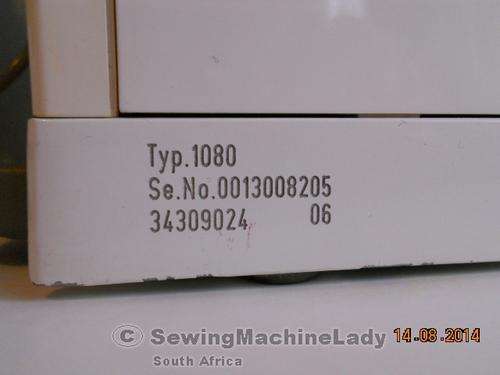 Typ.1080
Se.No.0013008205
34309024 06
© SewingMachineLady
South Africa
14-08-2014